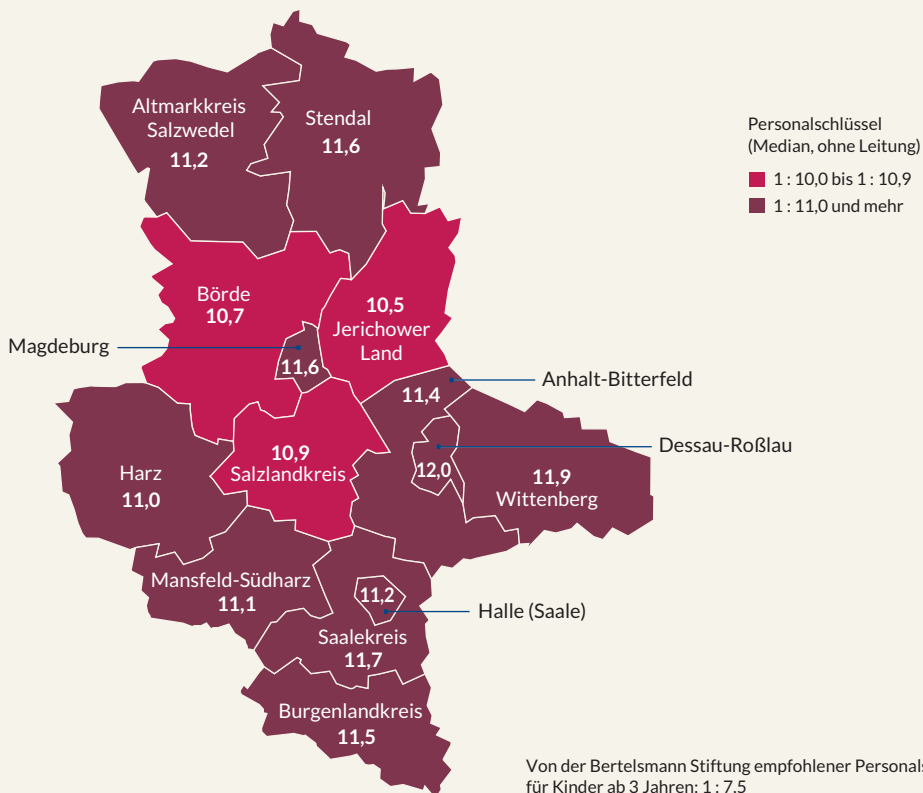 Altmarkkreis
Salzwedel
11,2
Stendal
11,6
Personalschlüssel
(Median, ohne Leitung)
1 : 10,0 bis 1 : 10,9
1 : 11,0 und mehr
Börde
10,7
10,5
Jerichower
Land
Magdeburg
11,6
Anhalt-Bitterfeld
11,4
Dessau-Roßlau
12,0
11,9
Wittenberg
10,9
Salzlandkreis
Harz
11,0
Mansfeld-Südharz
11,1
11,2
Halle (Saale)
Saalekreis
11,7
Burgenlandkreis
11,5
Von der Bertelsmann Stiftung empfohlener
für Kinder ab 3 Jahren: 1 : 7,5